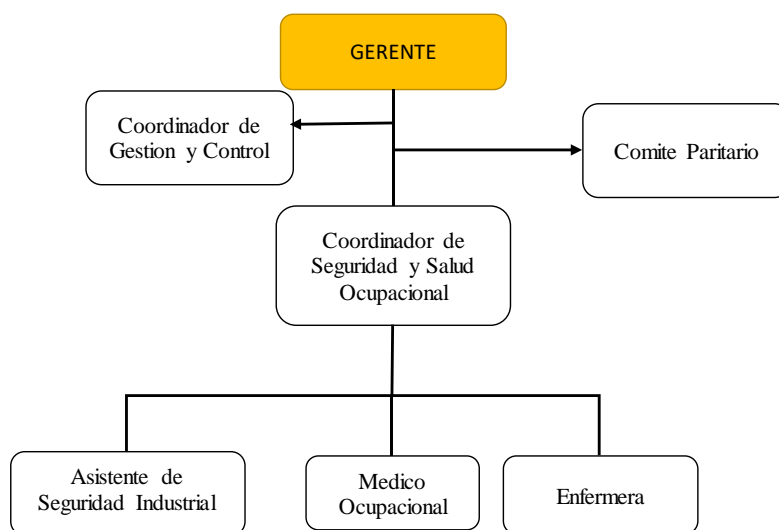 GERENTE
Coordinador de
Gestion y Control
Comite Paritario
Coordinador de
Seguridad y Salud
Ocupacional
Asistente de
Seguridad Industrial
Medico
Ocupacional
Enfermera